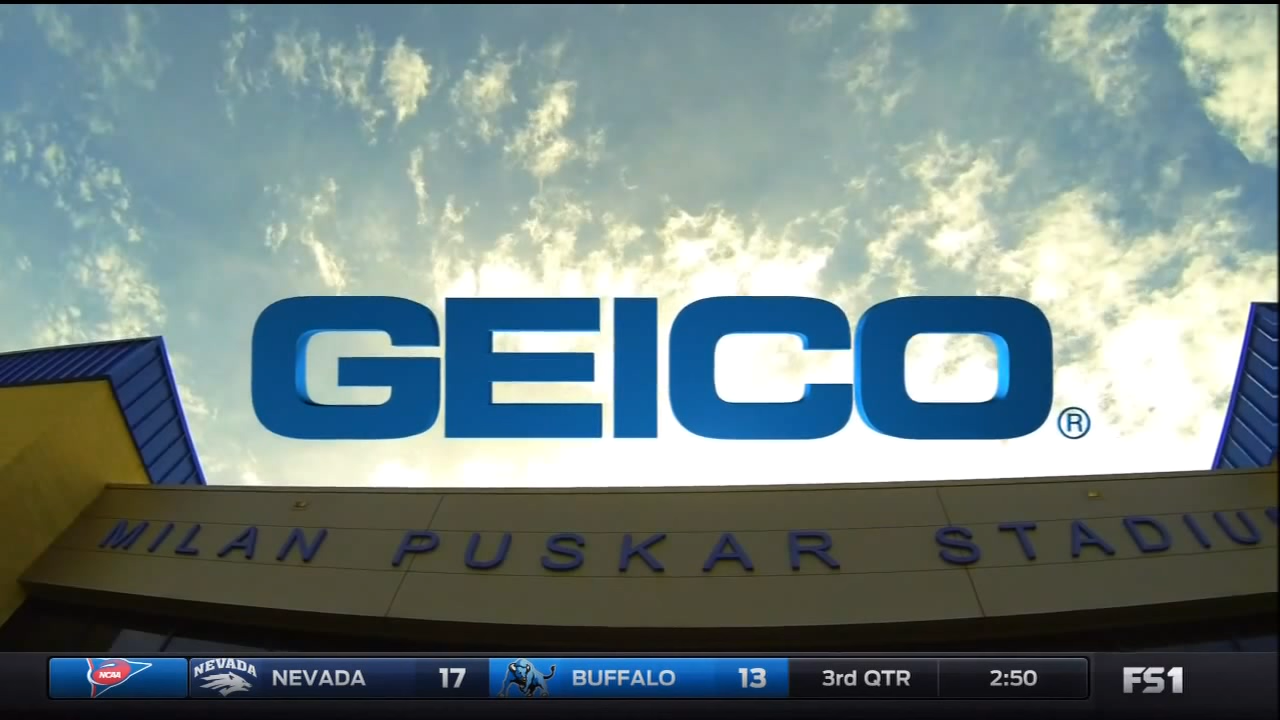 GEICO®
MILAN PUSKAR STADIU
NCAA NEVADA NEVADA 17 BUFFALO 13 3rd QTR 2:50 FS1